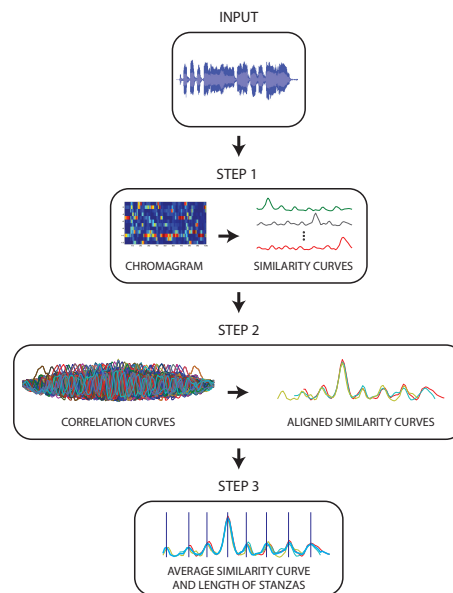 INPUT
STEP 1
CHROMAGRAM
SIMILARITY CURVES
STEP 2
CORRELATION CURVES
ALIGNED SIMILARITY CURVES
STEP 3
AVERAGE SIMILARITY CURVE
AND LENGTH OF STANZAS